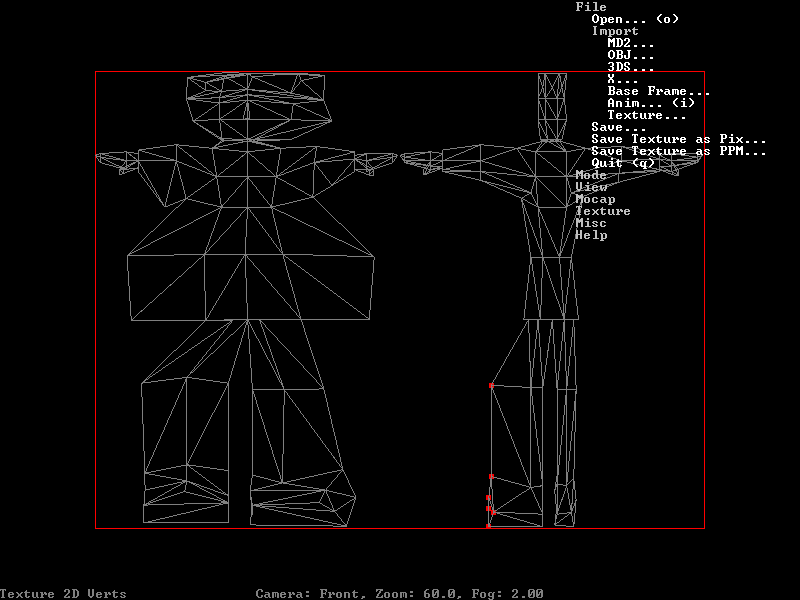 File
Open... (o)
Import
MD2...
OBJ...
3DS...
X...
Base Frame...
Anim... (i)
Texture...
Save...
Save Texture as Pix...
Save Texture as PPM...
Quit (q)
Mode
View
Mocap
Texture
Misc
Help
Texture 2D Verts
Camera: Front, Zoom: 60.0, Fog: 2.00